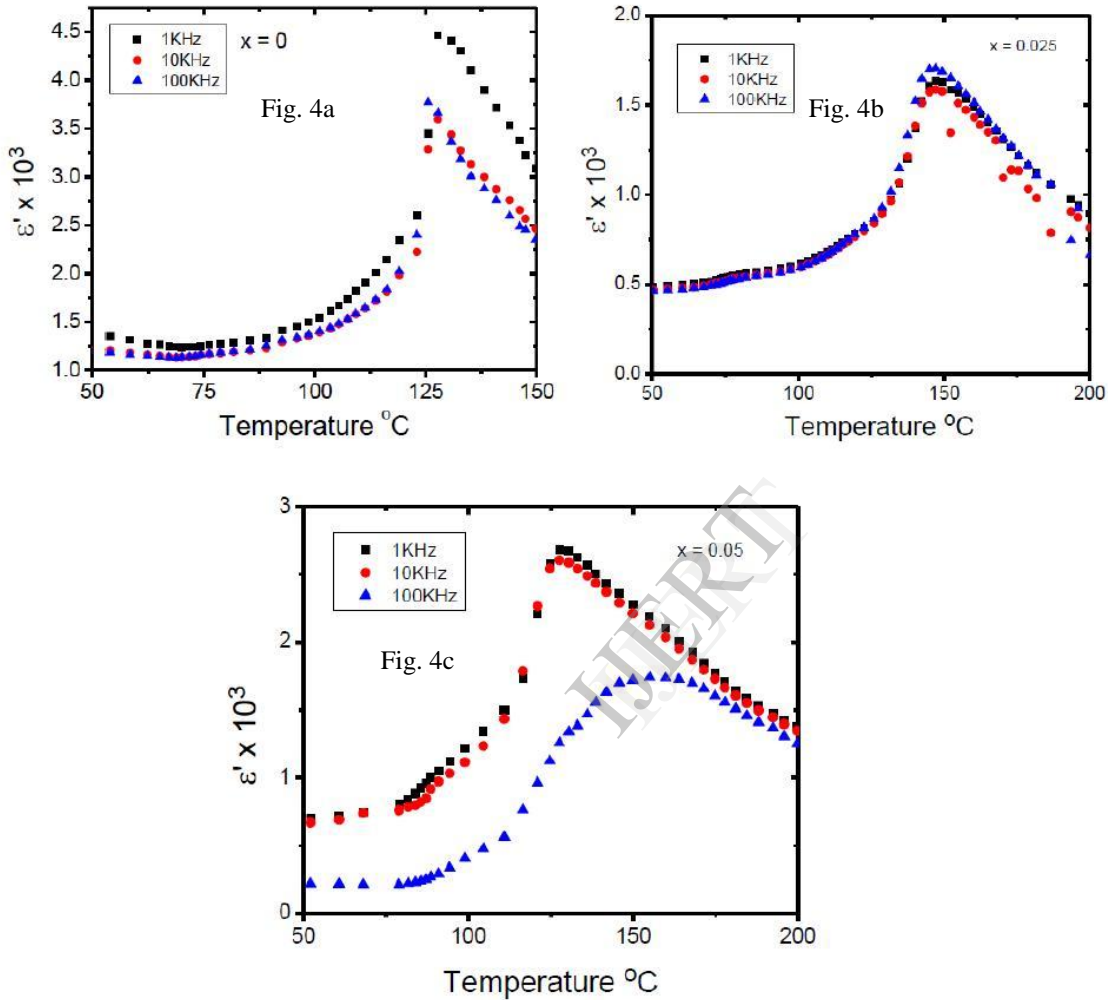 4.5
4.0
3.5
3.0
2.5
2.0
1.5
1.0
ε' x 10³
1KHz
10KHz
100KHz
x = 0
Fig. 4a
50
75
100
125
150
Temperature °C
2.0
1.5
1.0
0.5
0.0
ε' x 10³
1KHz
10KHz
100KHz
x = 0.025
Fig. 4b
50
100
150
200
Temperature °C
3
2
1
0
ε' x 10³
1KHz
10KHz
100KHz
x = 0.05
Fig. 4c
IJERT
50
100
150
200
Temperature °C